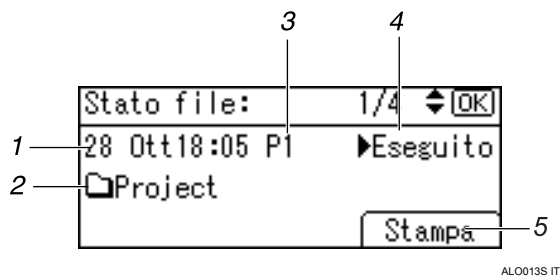 3 4
Stato file: 1/4 OK
1 28 Ott18:05 P1 ▶Eseguito
2 Project
Stampa 5
ALO013S IT